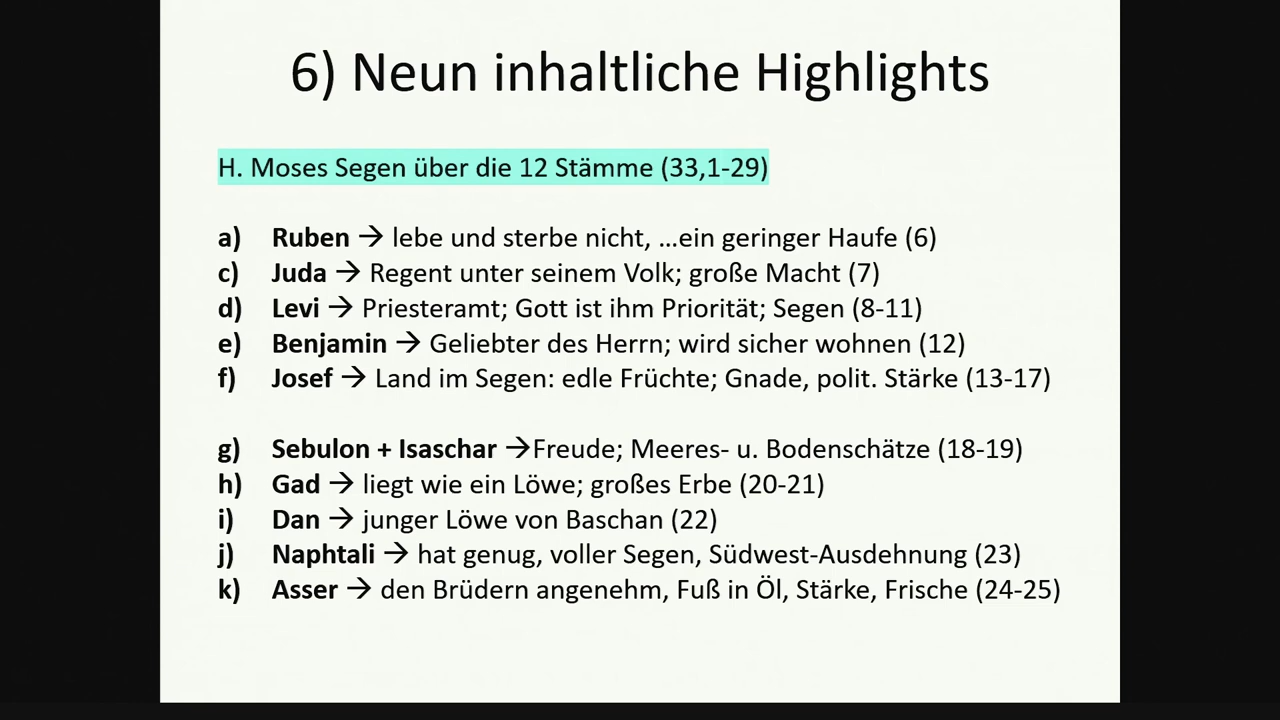 6) Neun inhaltliche Highlights
H. Moses Segen über die 12 Stämme (33,1-29)
a) Ruben → lebe und sterbe nicht, ...ein geringer Haufe (6)
c) Juda → Regent unter seinem Volk; große Macht (7)
d) Levi → Priesteramt; Gott ist ihm Priorität; Segen (8-11)
e) Benjamin → Geliebter des Herrn; wird sicher wohnen (12)
f) Josef → Land im Segen: edle Früchte; Gnade, polit. Stärke (13-17)
g) Sebulon + Isaschar →Freude; Meeres- u. Bodenschätze (18-19)
h) Gad → liegt wie ein Löwe; großes Erbe (20-21)
i) Dan → junger Löwe von Baschan (22)
j) Naphtali → hat genug, voller Segen, Südwest-Ausdehnung (23)
k) Asser → den Brüdern angenehm, Fuß in Öl, Stärke, Frische (24-25)